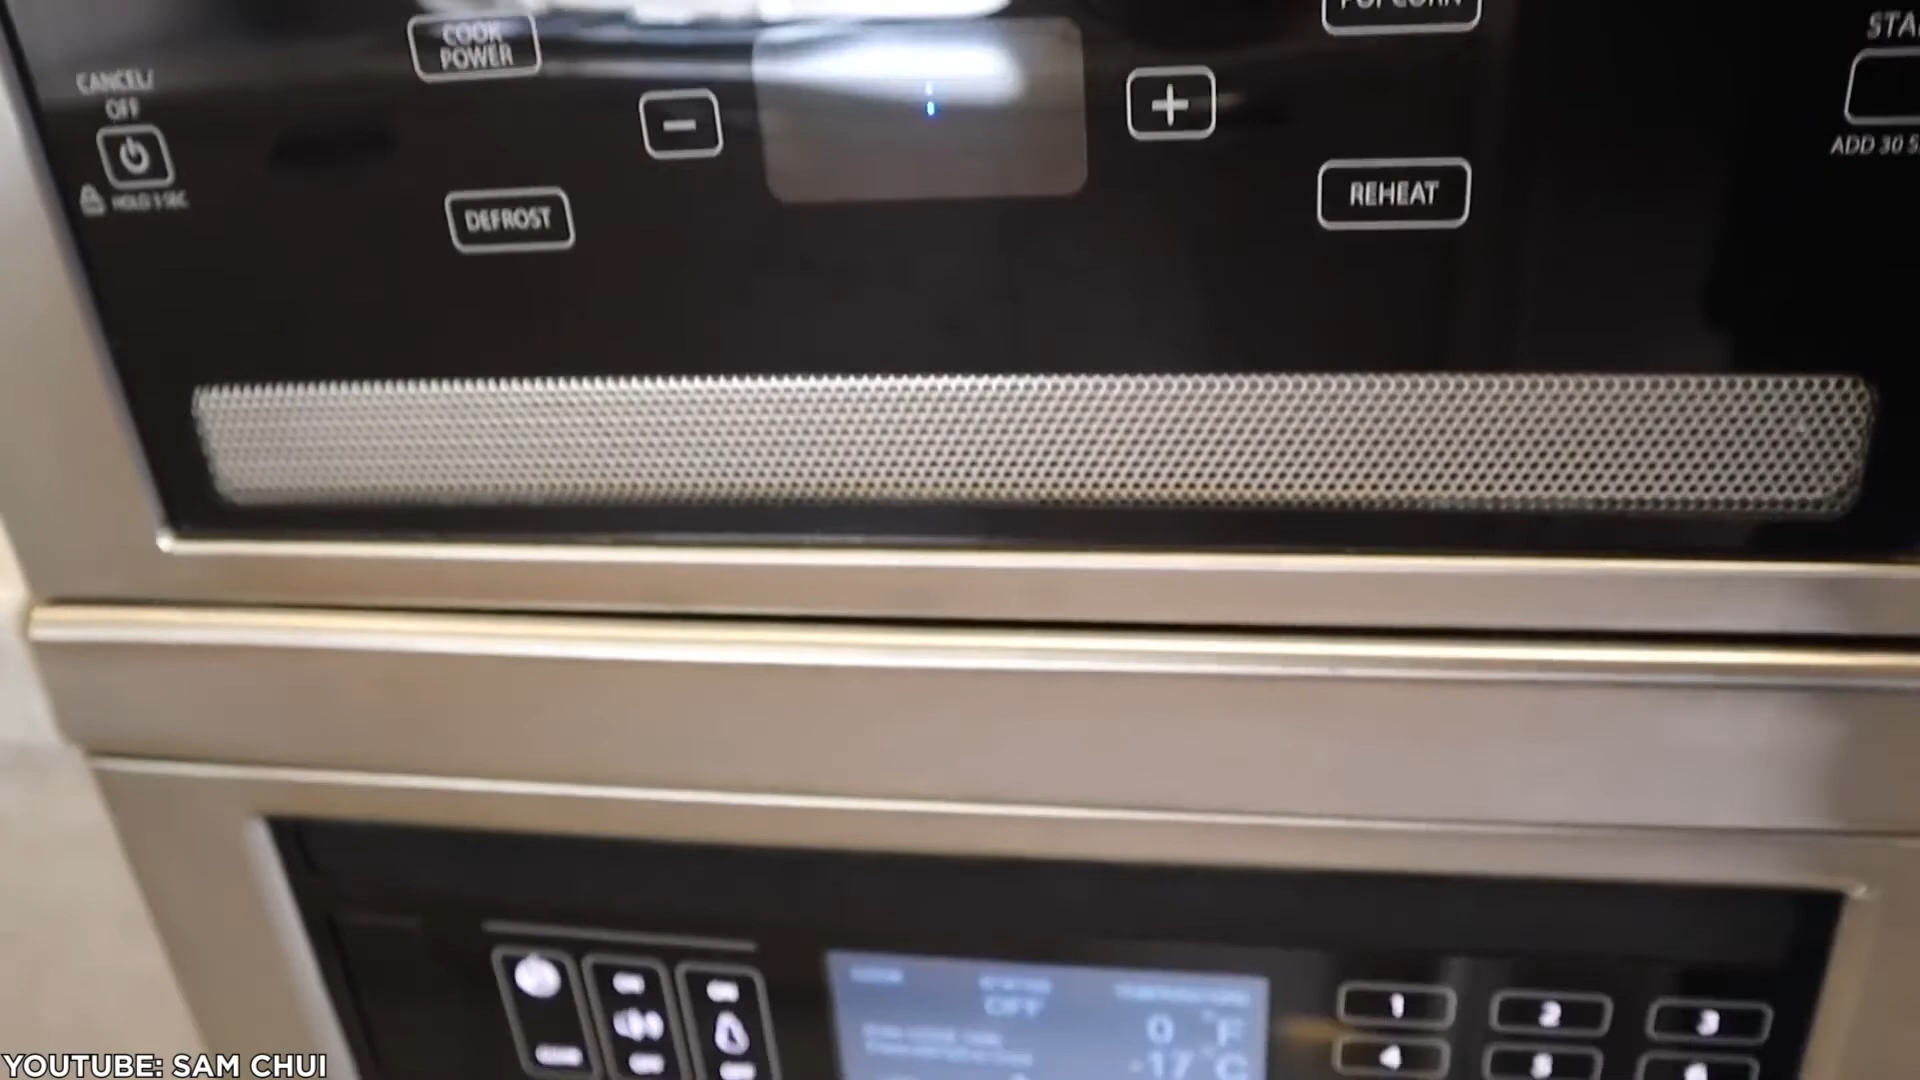 COOK
POWER
POPCORN
STA
CANCEL/
OFF
HOLD 3 SEC
DEFROST
REHEAT
ADD 30 S
OFF
0 °F
-17 °C
1
2
3
4
5
YOUTUBE: SAM CHUI